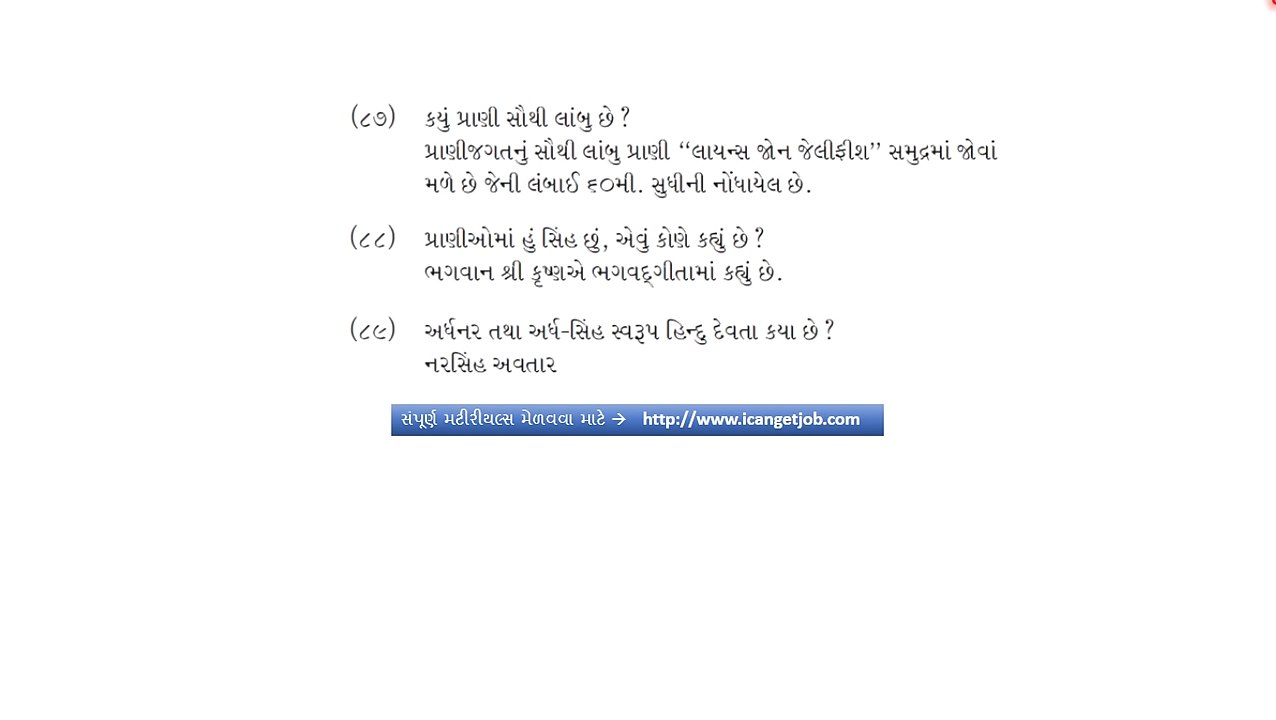 (૮૭) કયું પ્રાણી સૌથી લાંબુ છે ?
પ્રાણીજગતનું સૌથી લાંબુ પ્રાણી “લાયન્સ જોન જેલીફીશ” સમુદ્રમાં જોવાં
મળે છે જેની લંબાઈ ૬૦મી. સુધીની નોંધાયેલ છે.
(૮૮) પ્રાણીઓમાં હું સિંહ છું, એવું કોણે કહ્યું છે ?
ભગવાન શ્રી કૃષ્ણએ ભગવદ્‌ગીતામાં કહ્યું છે.
(૮૯) અર્ધનર તથા અર્ધ-સિંહ સ્વરૂપ હિન્દુ દેવતા કયા છે ?
નરસિંહ અવતાર
સંપૂર્ણ મટીરીયલ્સ મેળવવા માટે → http://www.icangetjob.com